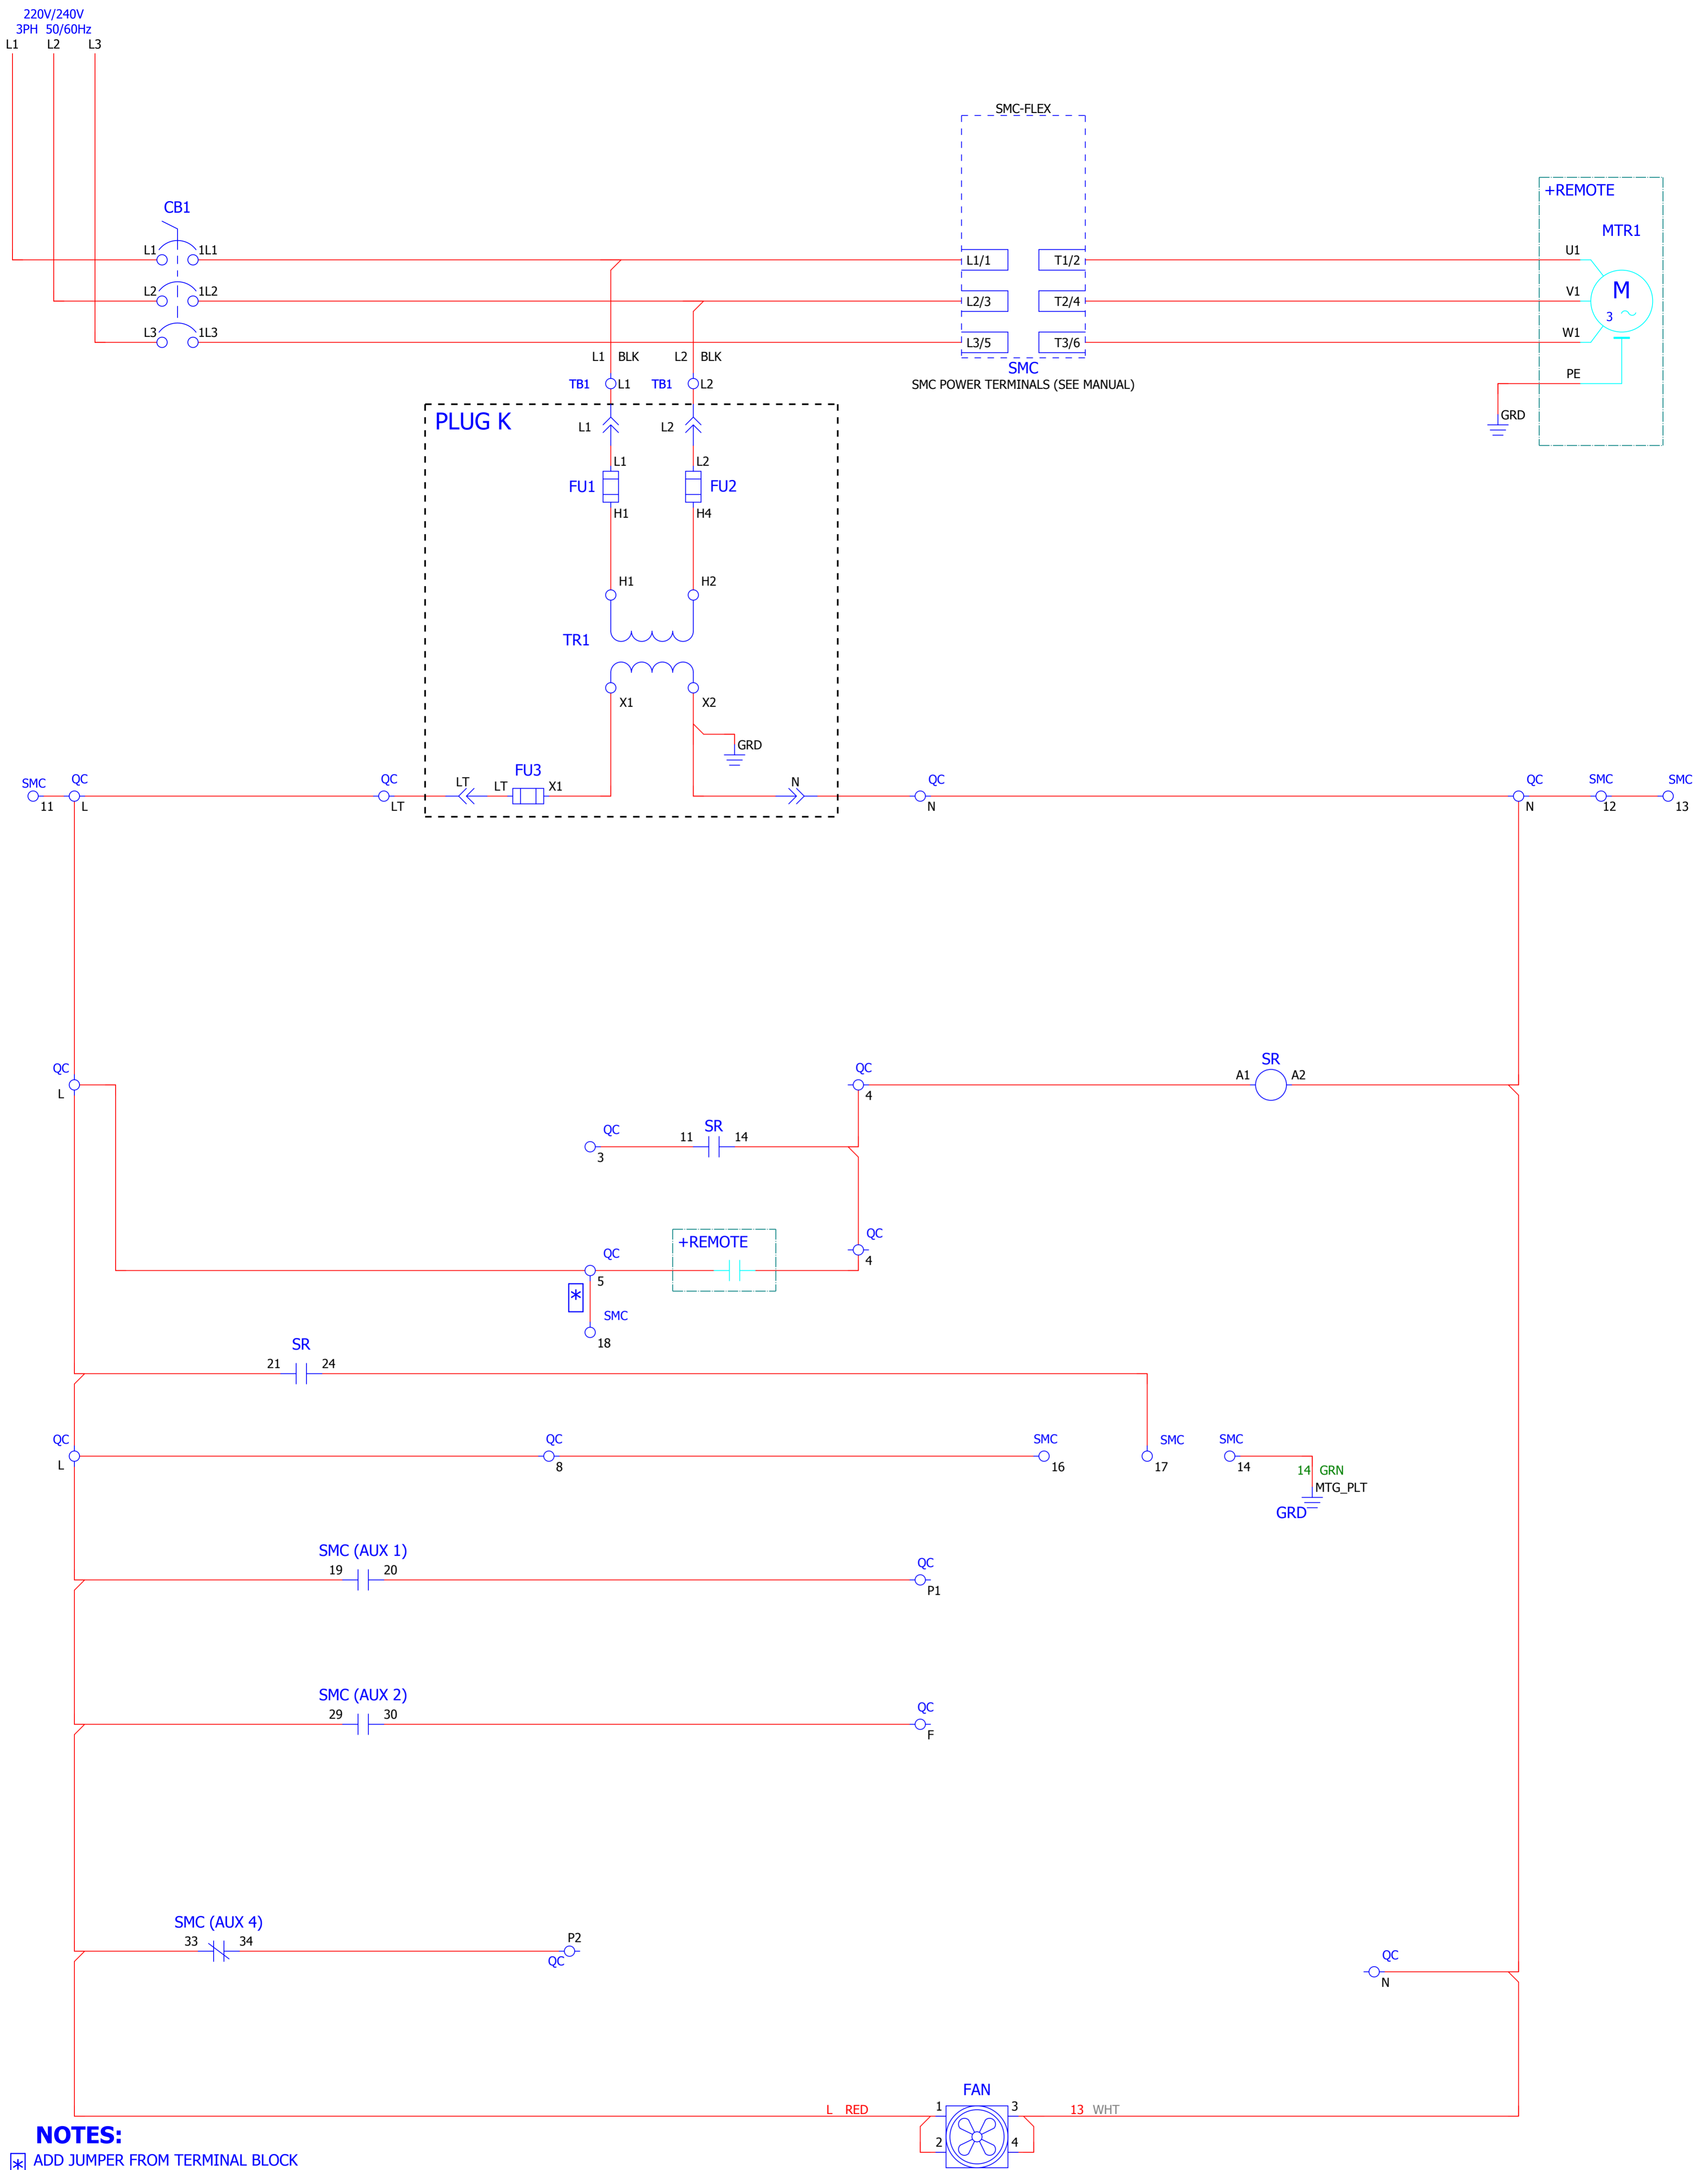 220V/240V
3PH 50/60Hz
L1 L2 L3
SMC-FLEX
+REMOTE
CB1
MTR1
L1 1L1 L1/1 T1/2 U1
L2 1L2 L2/3 T2/4 V1 M
3
L3 1L3 L3/5 T3/6 W1
L1 BLK L2 BLK SMC
TB1 L1 TB1 L2 SMC POWER TERMINALS (SEE MANUAL) PE
PLUG K GRD
L1 L2
L1 L2
FU1 FU2
H1 H4
H1 H2
TR1
X1 X2
GRD
SMC QC QC LT LT FU3 X1 N QC QC SMC SMC
11 L LT N N 12 13
QC QC A1 SR A2
L 4
QC 11 SR 14
3
+REMOTE QC
QC 4
5
*
SMC
18
SR
21 24
QC QC SMC SMC SMC
L 8 16 17 14
14 GRN
MTG_PLT
GRD
SMC (AUX 1)
19 20 QC
P1
SMC (AUX 2)
29 30 QC
F
SMC (AUX 4)
33 34 P2
QC
QC
N
FAN
L RED 1 3 13 WHT
2 4
NOTES:
* ADD JUMPER FROM TERMINAL BLOCK